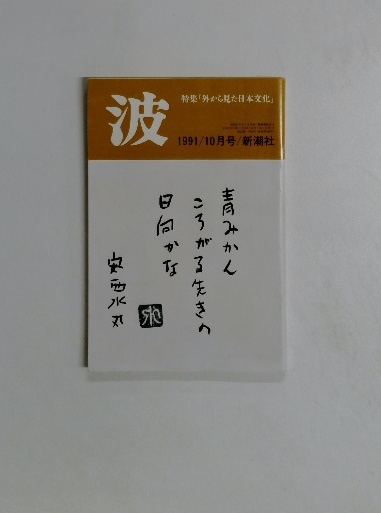 波
特集「外から見た日本文化」
1991/10月号/新潮社
青みかん
ころがる先きの
日向かな
安西水丸
水